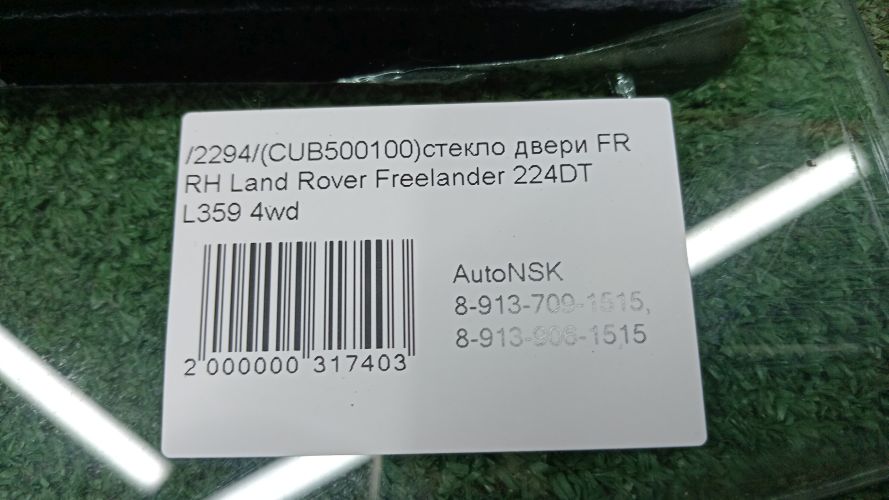 /2294/(CUB500100)стекло двери FR
RH Land Rover Freelander 224DT
L359 4wd
AutoNSK
8-913-709-1515,
8-913-906-1515
2 000000 317403